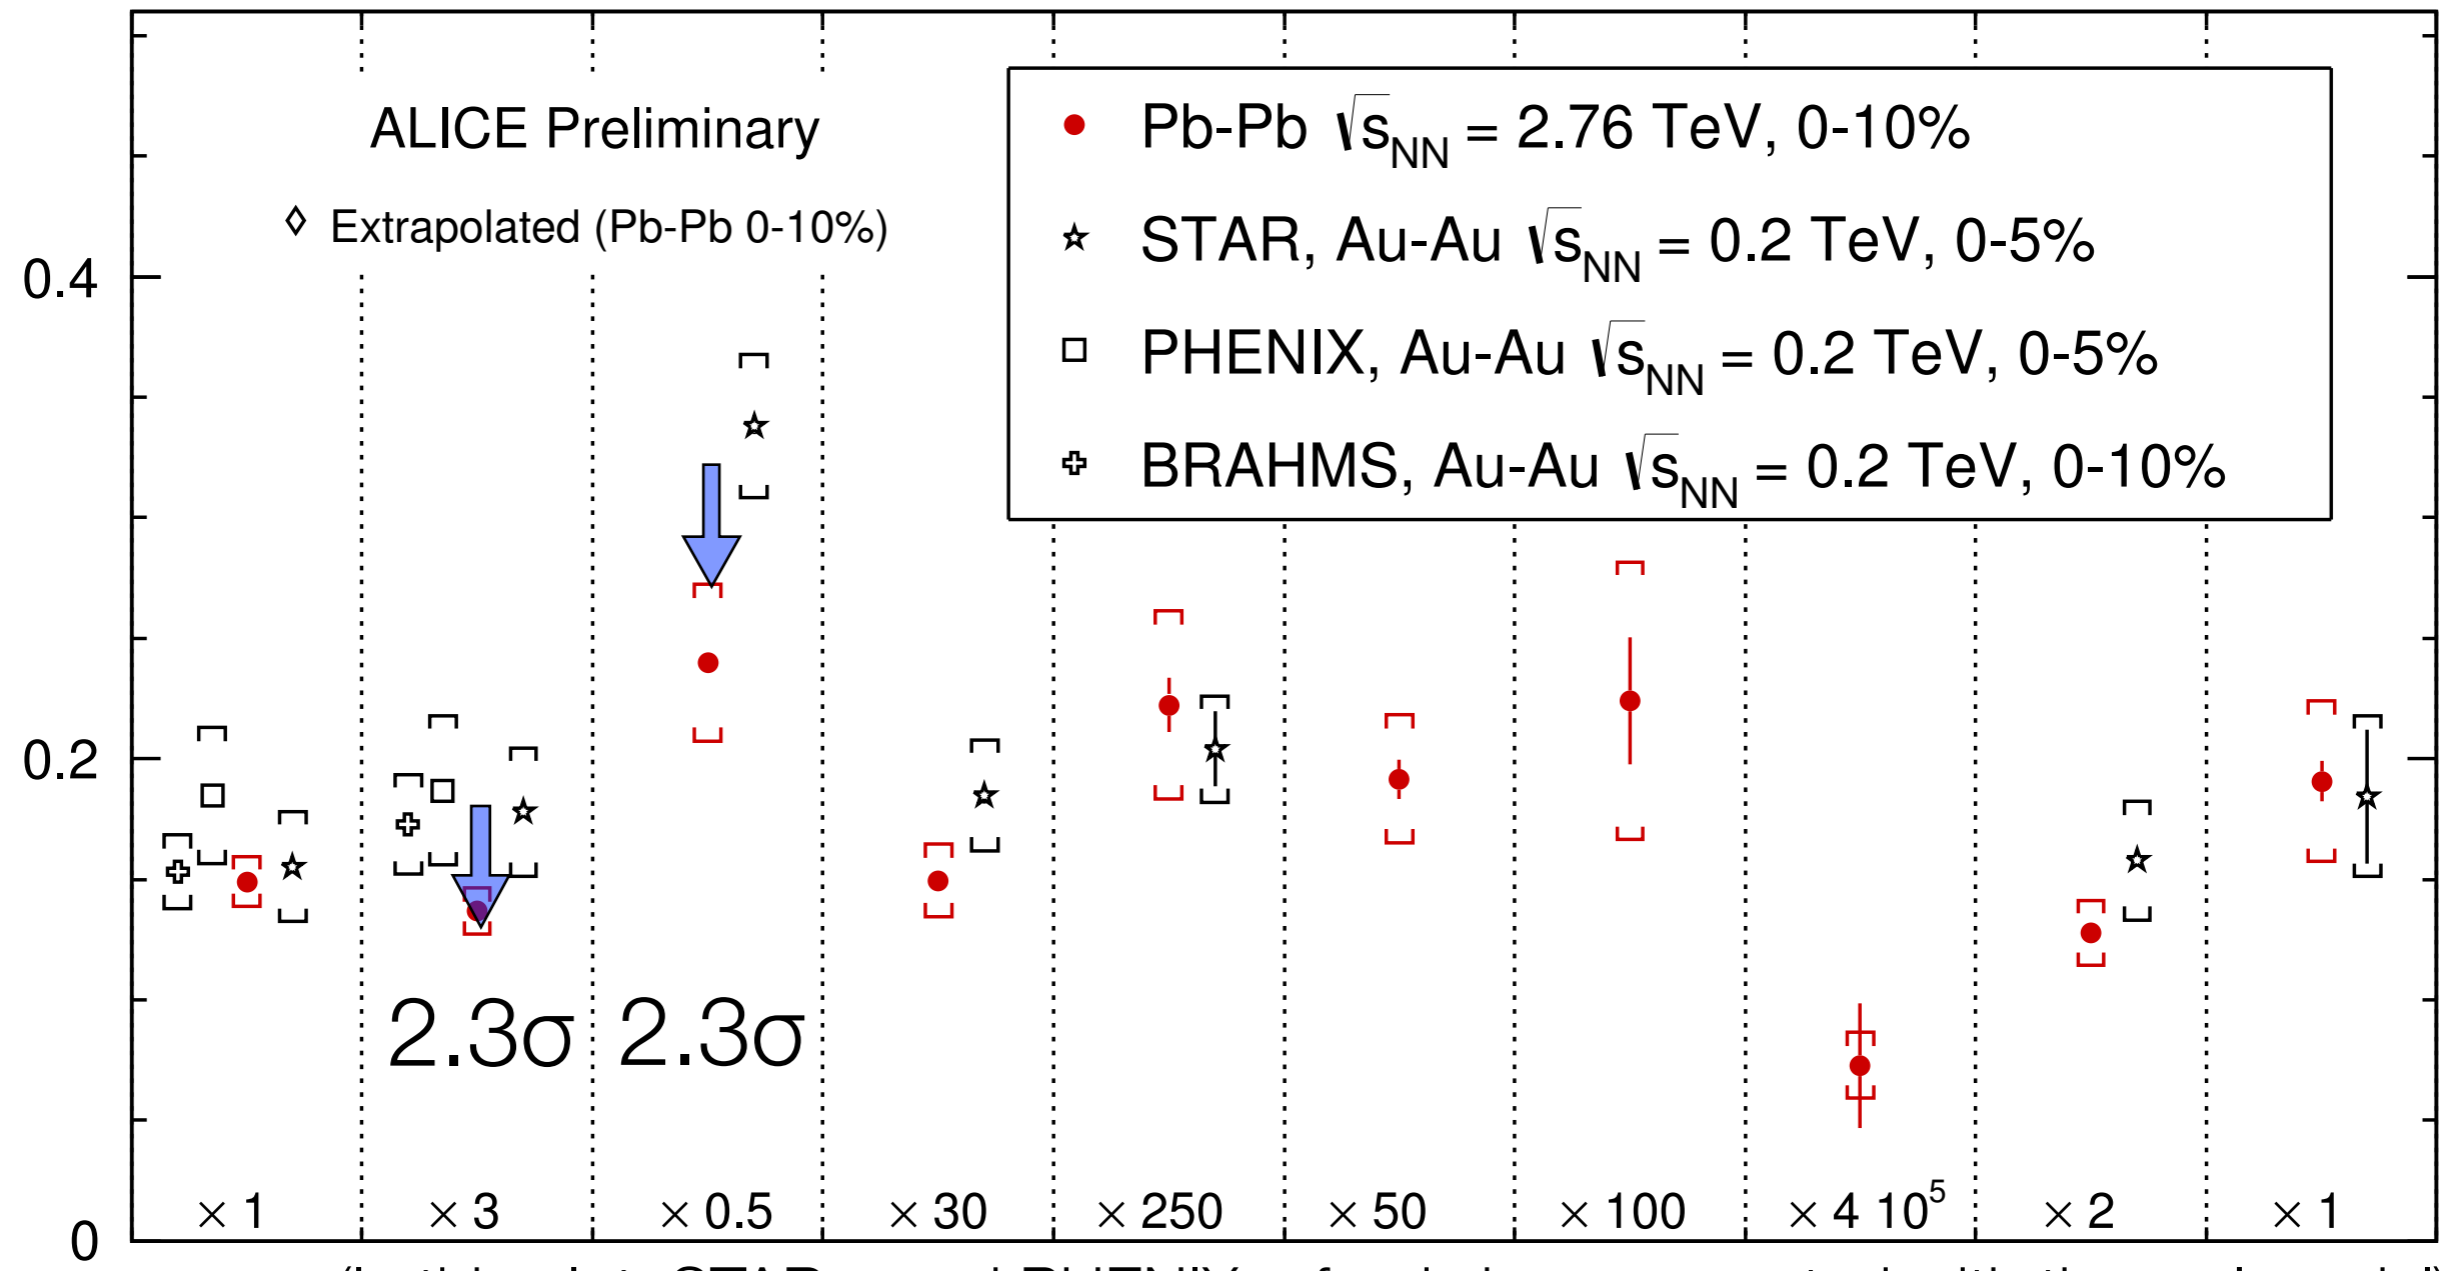 ALICE Preliminary
Extrapolated (Pb-Pb 0-10%)
Pb-Pb √sNN = 2.76 TeV, 0-10%
STAR, Au-Au √sNN = 0.2 TeV, 0-5%
PHENIX, Au-Au √sNN = 0.2 TeV, 0-5%
BRAHMS, Au-Au √sNN = 0.2 TeV, 0-10%
0.4
0.2
0
2.3σ 2.3σ
× 1 × 3 × 0.5 × 30 × 250 × 50 × 100 × 4 10⁵ × 2 × 1